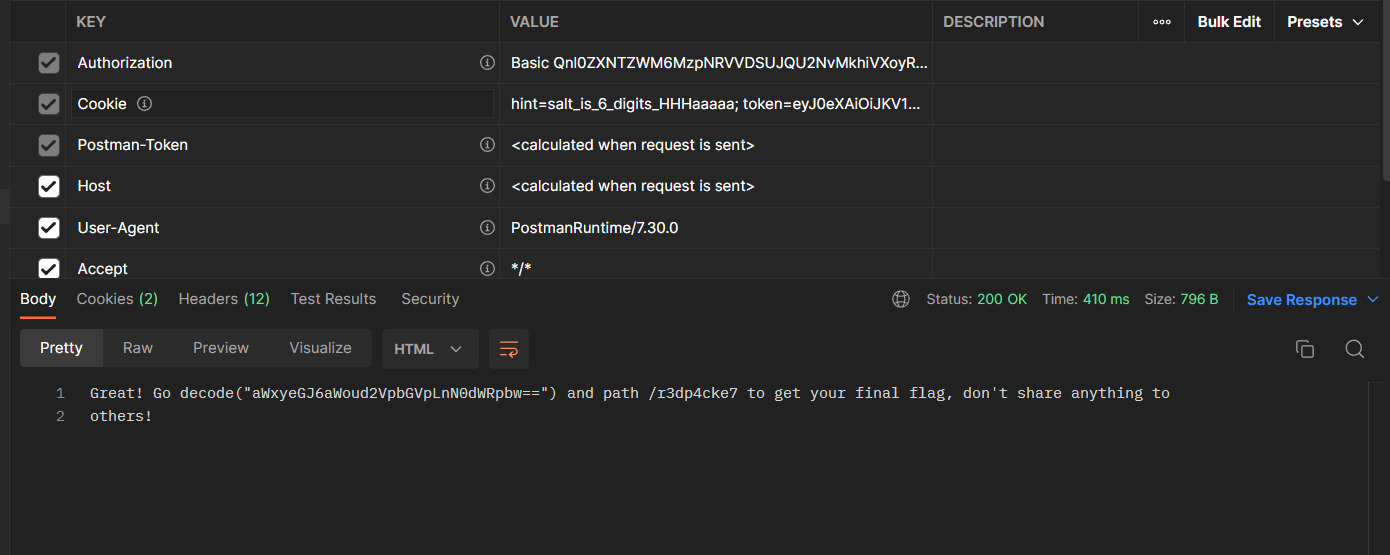 KEY VALUE DESCRIPTION ••• Bulk Edit Presets
Authorization Basic Qnl0ZXNTZWM6MzpNRVVDSUJQU2NvMkhiVXoyR...
Cookie hint=salt_is_6_digits_HHHaaaaa; token=eyJ0eXAiOiJKV1...
Postman-Token <calculated when request is sent>
Host <calculated when request is sent>
User-Agent PostmanRuntime/7.30.0
Accept */*
Body Cookies (2) Headers (12) Test Results Security Status: 200 OK Time: 410 ms Size: 796 B Save Response
Pretty Raw Preview Visualize HTML
1 Great! Go decode("aWxyeGJ6aWoud2VpbGVpLnN0dWRpbw==") and path /r3dp4cke7 to get your final flag, don't share anything to
2 others!